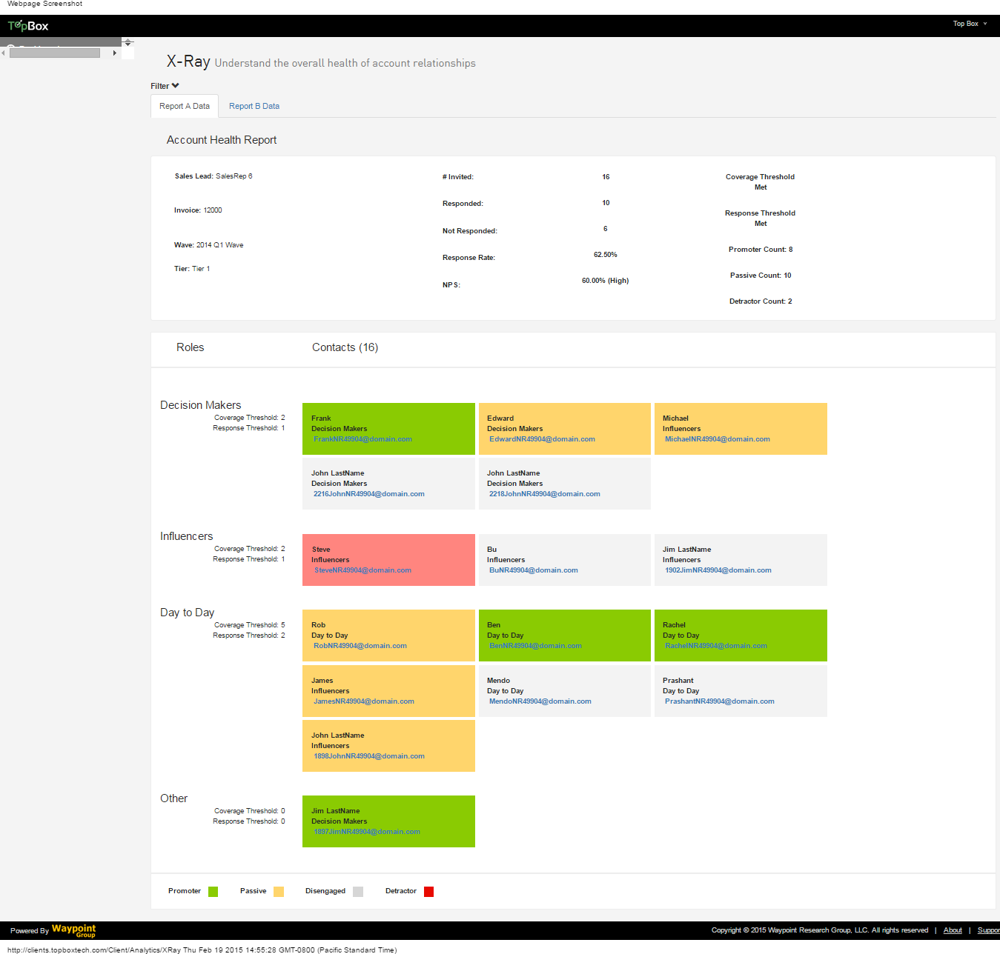 Webpage Screenshot
TopBox
Top Box
X-Ray Understand the overall health of account relationships
Filter
Report A Data
Report B Data
Account Health Report
Sales Lead: SalesRep 6
Invoice: 12000
Wave: 2014 Q1 Wave
Tier: Tier 1
# Invited: 16
Responded: 10
Not Responded: 6
Response Rate: 62.50%
NPS: 60.00% (High)
Coverage Threshold
Met
Response Threshold
Met
Promoter Count: 8
Passive Count: 10
Detractor Count: 2
Roles
Contacts (16)
Decision Makers
Coverage Threshold: 2
Response Threshold: 1
Frank
Decision Makers
FrankNR49904@domain.com
Edward
Decision Makers
EdwardNR49904@domain.com
Michael
Influencers
MichaelNR49904@domain.com
John LastName
Decision Makers
2216JohnNR49904@domain.com
John LastName
Decision Makers
2218JohnNR49904@domain.com
Influencers
Coverage Threshold: 2
Response Threshold: 1
Steve
Influencers
SteveNR49904@domain.com
Bu
Influencers
BuNR49904@domain.com
Jim LastName
Influencers
1902JimNR49904@domain.com
Day to Day
Coverage Threshold: 5
Response Threshold: 2
Rob
Day to Day
RobNR49904@domain.com
Ben
Day to Day
BenNR49904@domain.com
Rachel
Day to Day
RachelNR49904@domain.com
James
Influencers
JamesNR49904@domain.com
Mendo
Day to Day
MendoNR49904@domain.com
Prashant
Day to Day
PrashantNR49904@domain.com
John LastName
Influencers
1898JohnNR49904@domain.com
Other
Coverage Threshold: 0
Response Threshold: 0
Jim LastName
Decision Makers
1897JimNR49904@domain.com
Promoter
Passive
Disengaged
Detractor
Powered By Waypoint Group
Copyright © 2015 Waypoint Research Group, LLC. All rights reserved | About | Suppor
http://clients.topboxtech.com/Client/Analytics/XRay Thu Feb 19 2015 14:55:28 GMT-0800 (Pacific Standard Time)